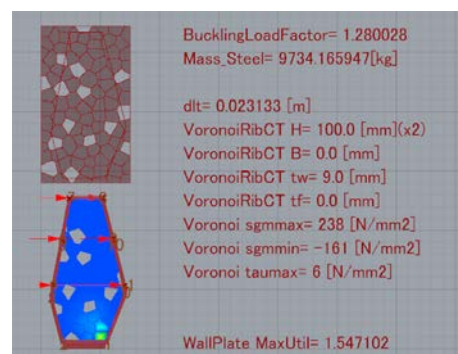 BucklingLoadFactor= 1.280028
Mass_Steel= 9734.165947[kg]
dlt= 0.023133 [m]
VoronoiRibCT H= 100.0 [mm](x2)
VoronoiRibCT B= 0.0 [mm]
VoronoiRibCT tw= 9.0 [mm]
VoronoiRibCT tf= 0.0 [mm]
Voronoi sgmmax= 238 [N/mm2]
Voronoi sgmmin= -161 [N/mm2]
Voronoi taumax= 6 [N/mm2]
WallPlate MaxUtil= 1.547102